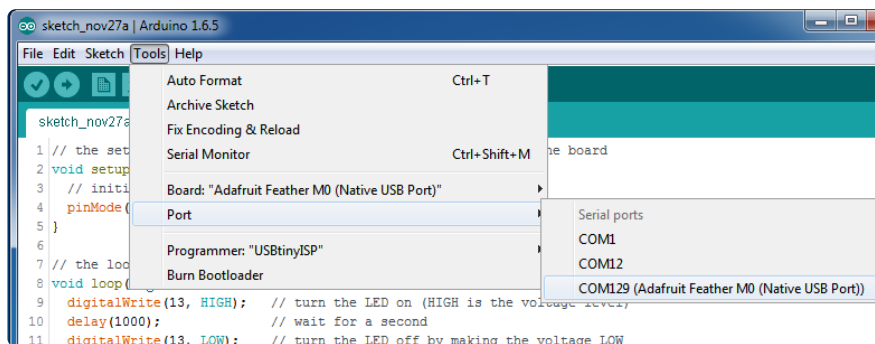 sketch_nov27a | Arduino 1.6.5
File Edit Sketch Tools Help
Auto Format Ctrl+T
Archive Sketch
Fix Encoding & Reload
Serial Monitor Ctrl+Shift+M
Board: "Adafruit Feather M0 (Native USB Port)"
Port
Programmer: "USBtinyISP"
Burn Bootloader
Serial ports
COM1
COM12
COM129 (Adafruit Feather M0 (Native USB Port))
sketch_nov27a
1 // the set board
2 void setup
3 // initi
4 pinMode(
5 }
6
7 // the loo
8 void loop(
9 digitalWrite(13, HIGH); // turn the LED on (HIGH is the voltage level)
10 delay(1000); // wait for a second
11 digitalWrite(13, LOW); // turn the LED off by making the voltage LOW